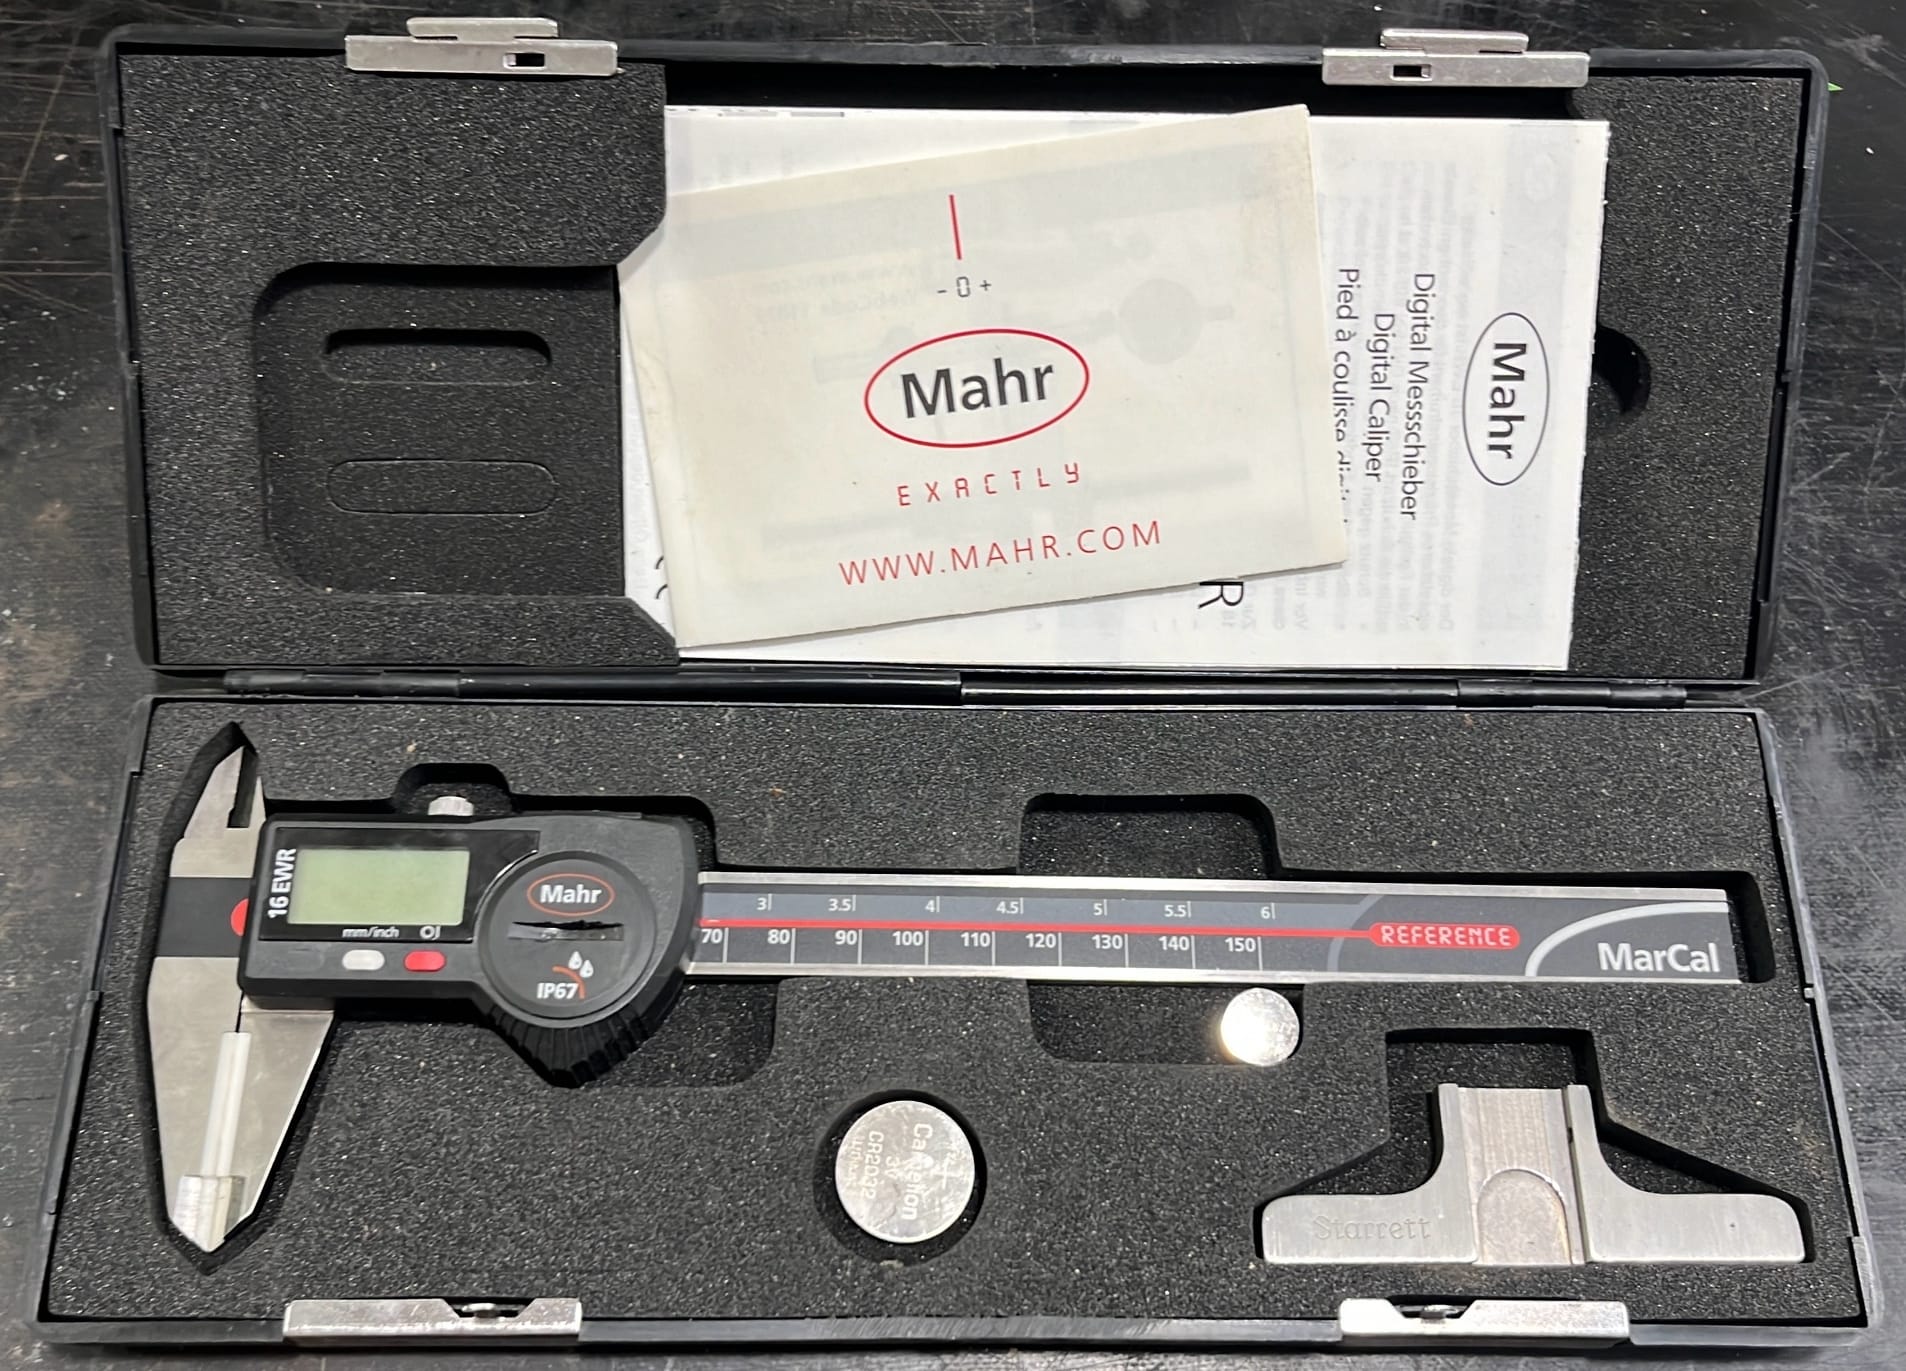 - 0 +
Mahr
EXACTLY
WWW.MAHR.COM
Mahr
Digital Messschieber
Digital Caliper
Pied à coulisse
R
16 EWR
mm/inch
Mahr
IP67
3 3.5 4 4.5 5 5.5 6
70 80 90 100 110 120 130 140 150
REFERENCE
MarCal
Camelion
3V
CR2032
Starrett